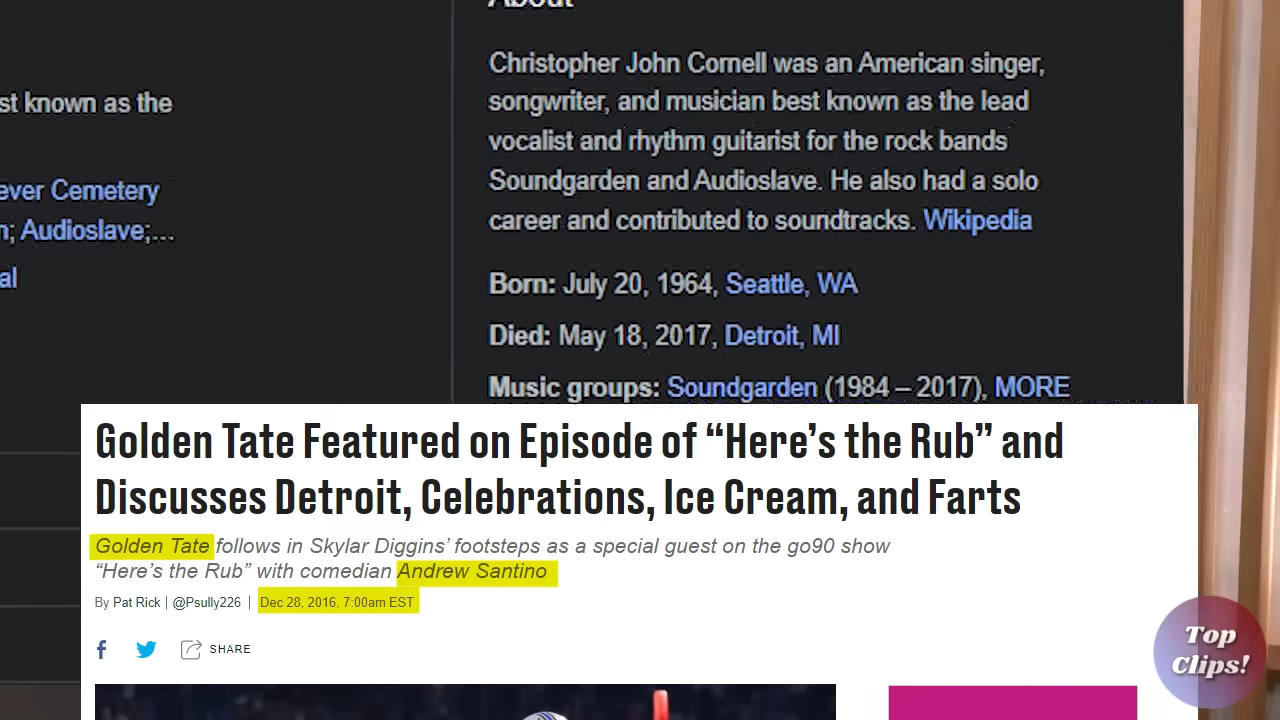 About
st known as the
ever Cemetery
n; Audioslave;...
al
Christopher John Cornell was an American singer,
songwriter, and musician best known as the lead
vocalist and rhythm guitarist for the rock bands
Soundgarden and Audioslave. He also had a solo
career and contributed to soundtracks. Wikipedia
Born: July 20, 1964, Seattle, WA
Died: May 18, 2017, Detroit, MI
Music groups: Soundgarden (1984 – 2017), MORE
Golden Tate Featured on Episode of “Here’s the Rub” and
Discusses Detroit, Celebrations, Ice Cream, and Farts
Golden Tate follows in Skylar Diggins’ footsteps as a special guest on the go90 show
“Here’s the Rub” with comedian Andrew Santino
By Pat Rick | @Psully226 | Dec 28, 2016, 7:00am EST
SHARE
Top
Clips!